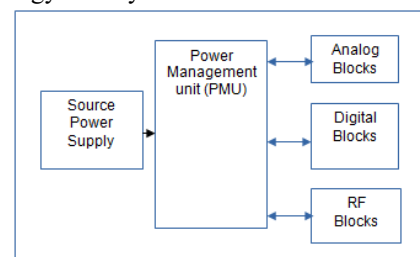 Source
Power
Supply
Power
Management
unit (PMU)
Analog
Blocks
Digital
Blocks
RF
Blocks